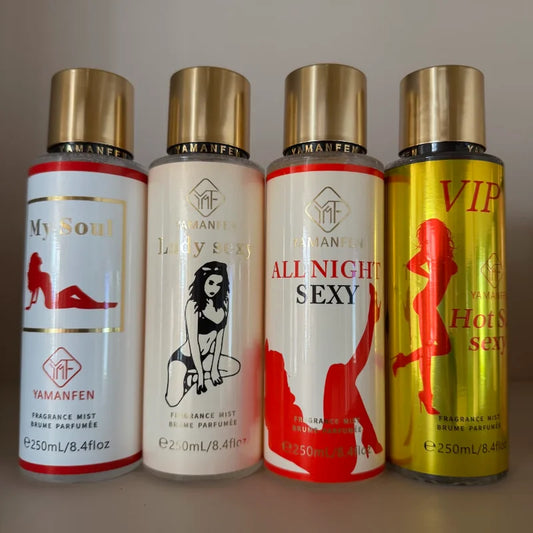 YAMANFEN
My Soul
YAMANFEN
FRAGRANCE MIST
BRUME PARFUMÉE
℮250mL/8.4floz
YAMANFEN
YAMANFEN
Lady sexy
FRAGRANCE MIST
BRUME PARFUMÉE
℮250mL/8.4floz
YAMANFEN
YAMANFEN
ALL NIGHT
SEXY
FRAGRANCE MIST
BRUME PARFUMÉE
℮250mL/8.4floz
VIP
YAMANFEN
Hot
sexy
FRAGRANCE MIST
BRUME PARFUMÉE
℮250mL/8.4floz